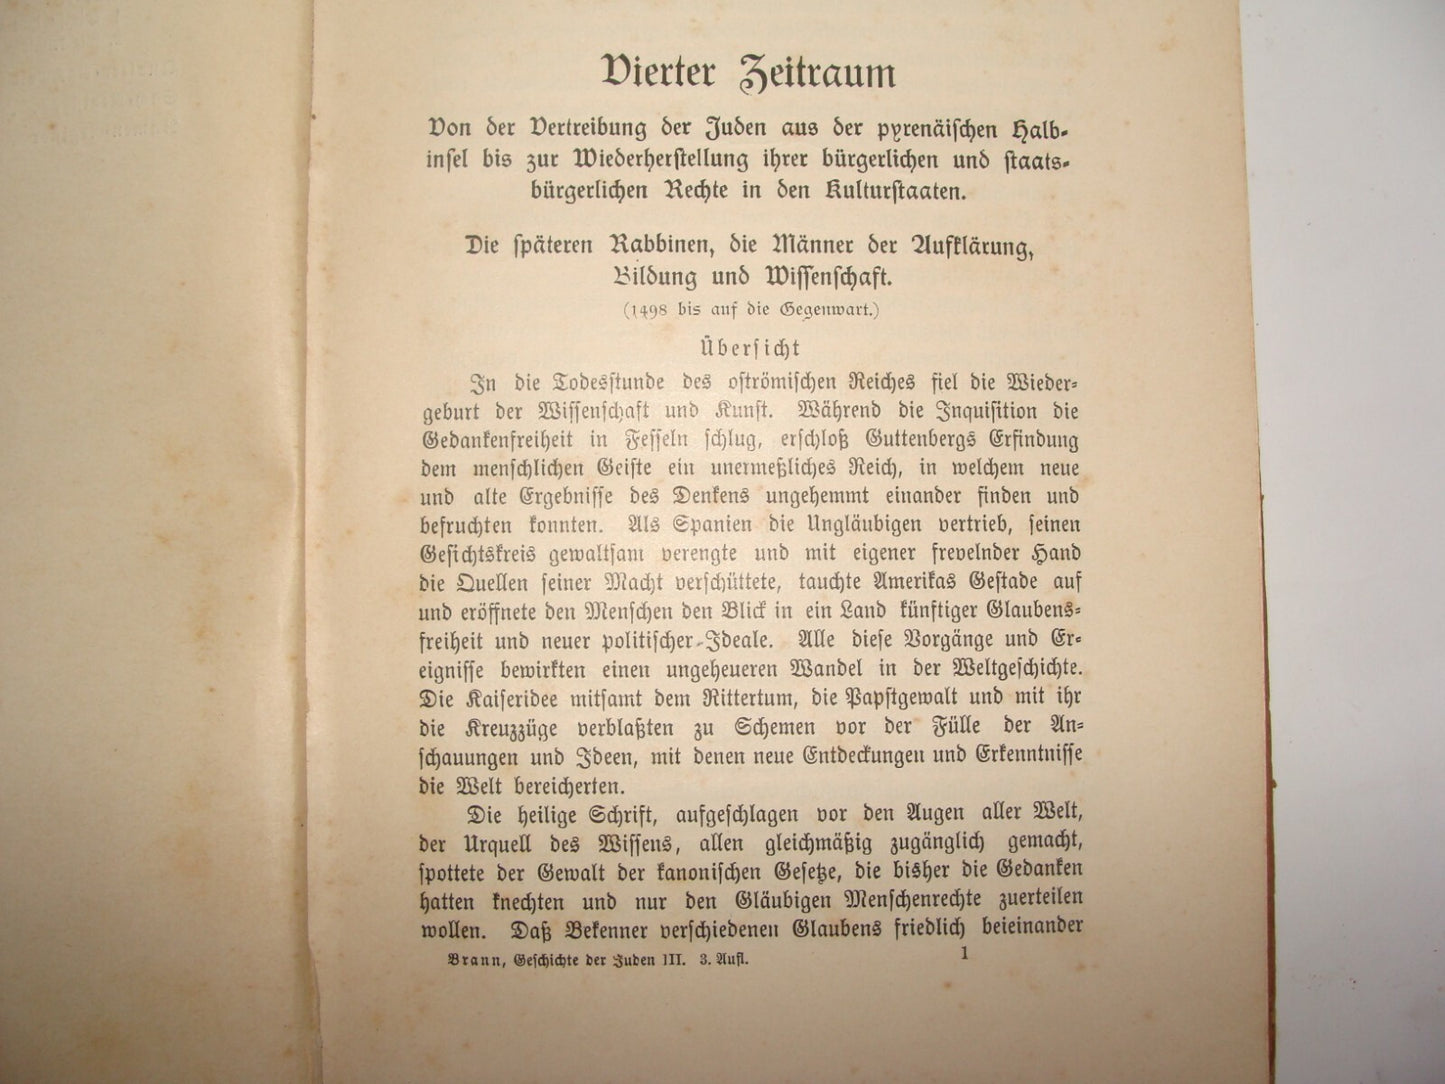 Vierter Zeitraum
Von der Vertreibung der Juden aus der pyrenäischen Halb-
insel bis zur Wiederherstellung ihrer bürgerlichen und staats-
bürgerlichen Rechte in den Kulturstaaten.
Die späteren Rabbinen, die Männer der Aufklärung,
Bildung und Wissenschaft.
(1498 bis auf die Gegenwart.)
Übersicht
In die Todesstunde des oströmischen Reiches fiel die Wieder-
geburt der Wissenschaft und Kunst. Während die Inquisition die
Gedankenfreiheit in Fesseln schlug, erschloß Guttenbergs Erfindung
dem menschlichen Geiste ein unermeßliches Reich, in welchem neue
und alte Ergebnisse des Denkens ungehemmt einander finden und
befruchten konnten. Als Spanien die Ungläubigen vertrieb, seinen
Gesichtskreis gewaltsam verengte und mit eigener frevelnder Hand
die Quellen seiner Macht verschüttete, tauchte Amerikas Gestade auf
und eröffnete den Menschen den Blick in ein Land künftiger Glaubens-
freiheit und neuer politischer-Ideale. Alle diese Vorgänge und Er-
eignisse bewirkten einen ungeheueren Wandel in der Weltgeschichte.
Die Kaiseridee mitsamt dem Rittertum, die Papstgewalt und mit ihr
die Kreuzzüge verblaßten zu Schemen vor der Fülle der An-
schauungen und Ideen, mit denen neue Entdeckungen und Erkenntnisse
die Welt bereicherten.
Die heilige Schrift, aufgeschlagen vor den Augen aller Welt,
der Urquell des Wissens, allen gleichmäßig zugänglich gemacht,
spottete der Gewalt der kanonischen Gesetze, die bisher die Gedanken
hatten knechten und nur den Gläubigen Menschenrechte zuerteilen
wollen. Daß Bekenner verschiedenen Glaubens friedlich beieinander
Brann, Geschichte der Juden III. 3. Aufl. 1